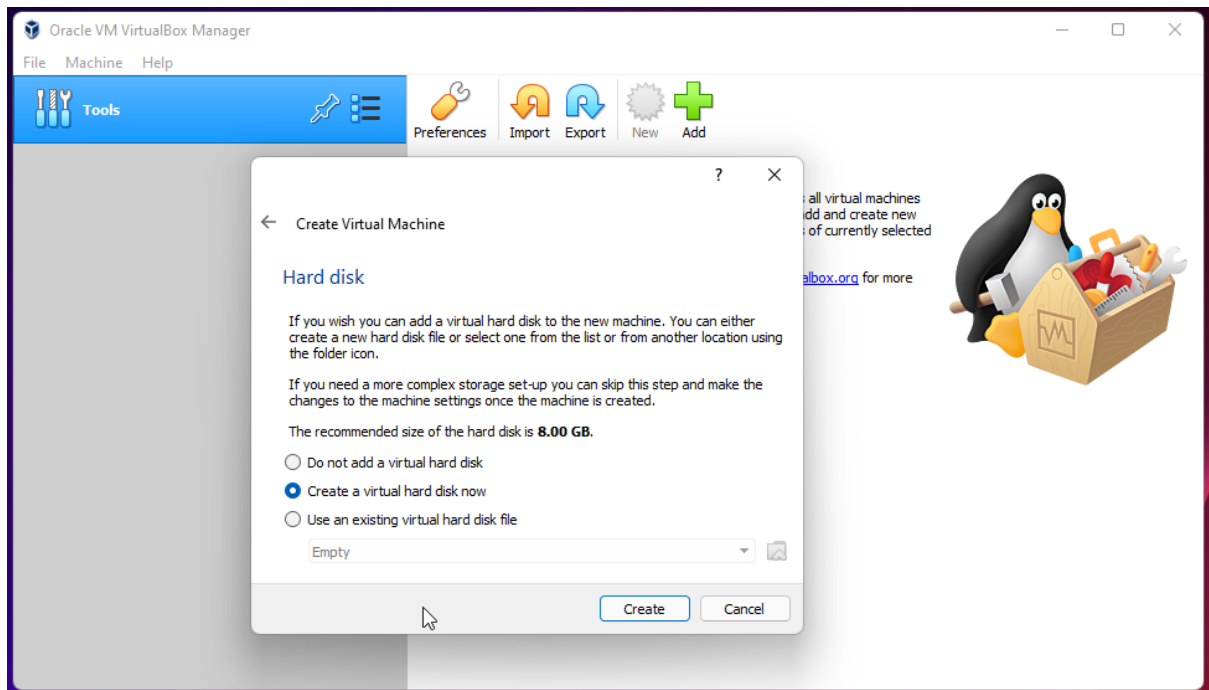 Oracle VM VirtualBox Manager
File Machine Help
Tools
Preferences Import Export New Add
all virtual machines
add and create new
of currently selected
albox.org for more
?
Create Virtual Machine
Hard disk
If you wish you can add a virtual hard disk to the new machine. You can either
create a new hard disk file or select one from the list or from another location using
the folder icon.
If you need a more complex storage set-up you can skip this step and make the
changes to the machine settings once the machine is created.
The recommended size of the hard disk is 8.00 GB.
Do not add a virtual hard disk
Create a virtual hard disk now
Use an existing virtual hard disk file
Empty
Create Cancel